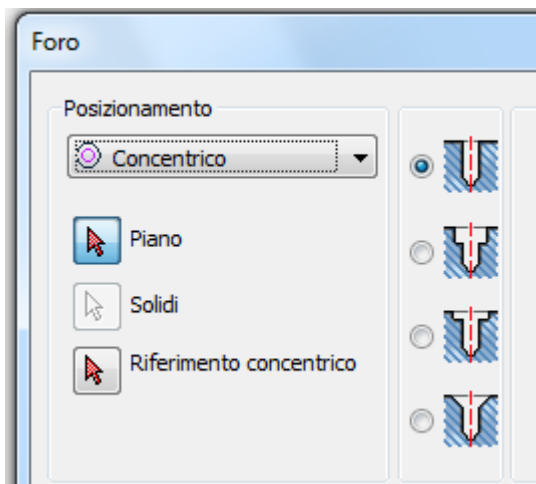 Foro
Posizionamento
Concentrico
Piano
Solidi
Riferimento concentrico